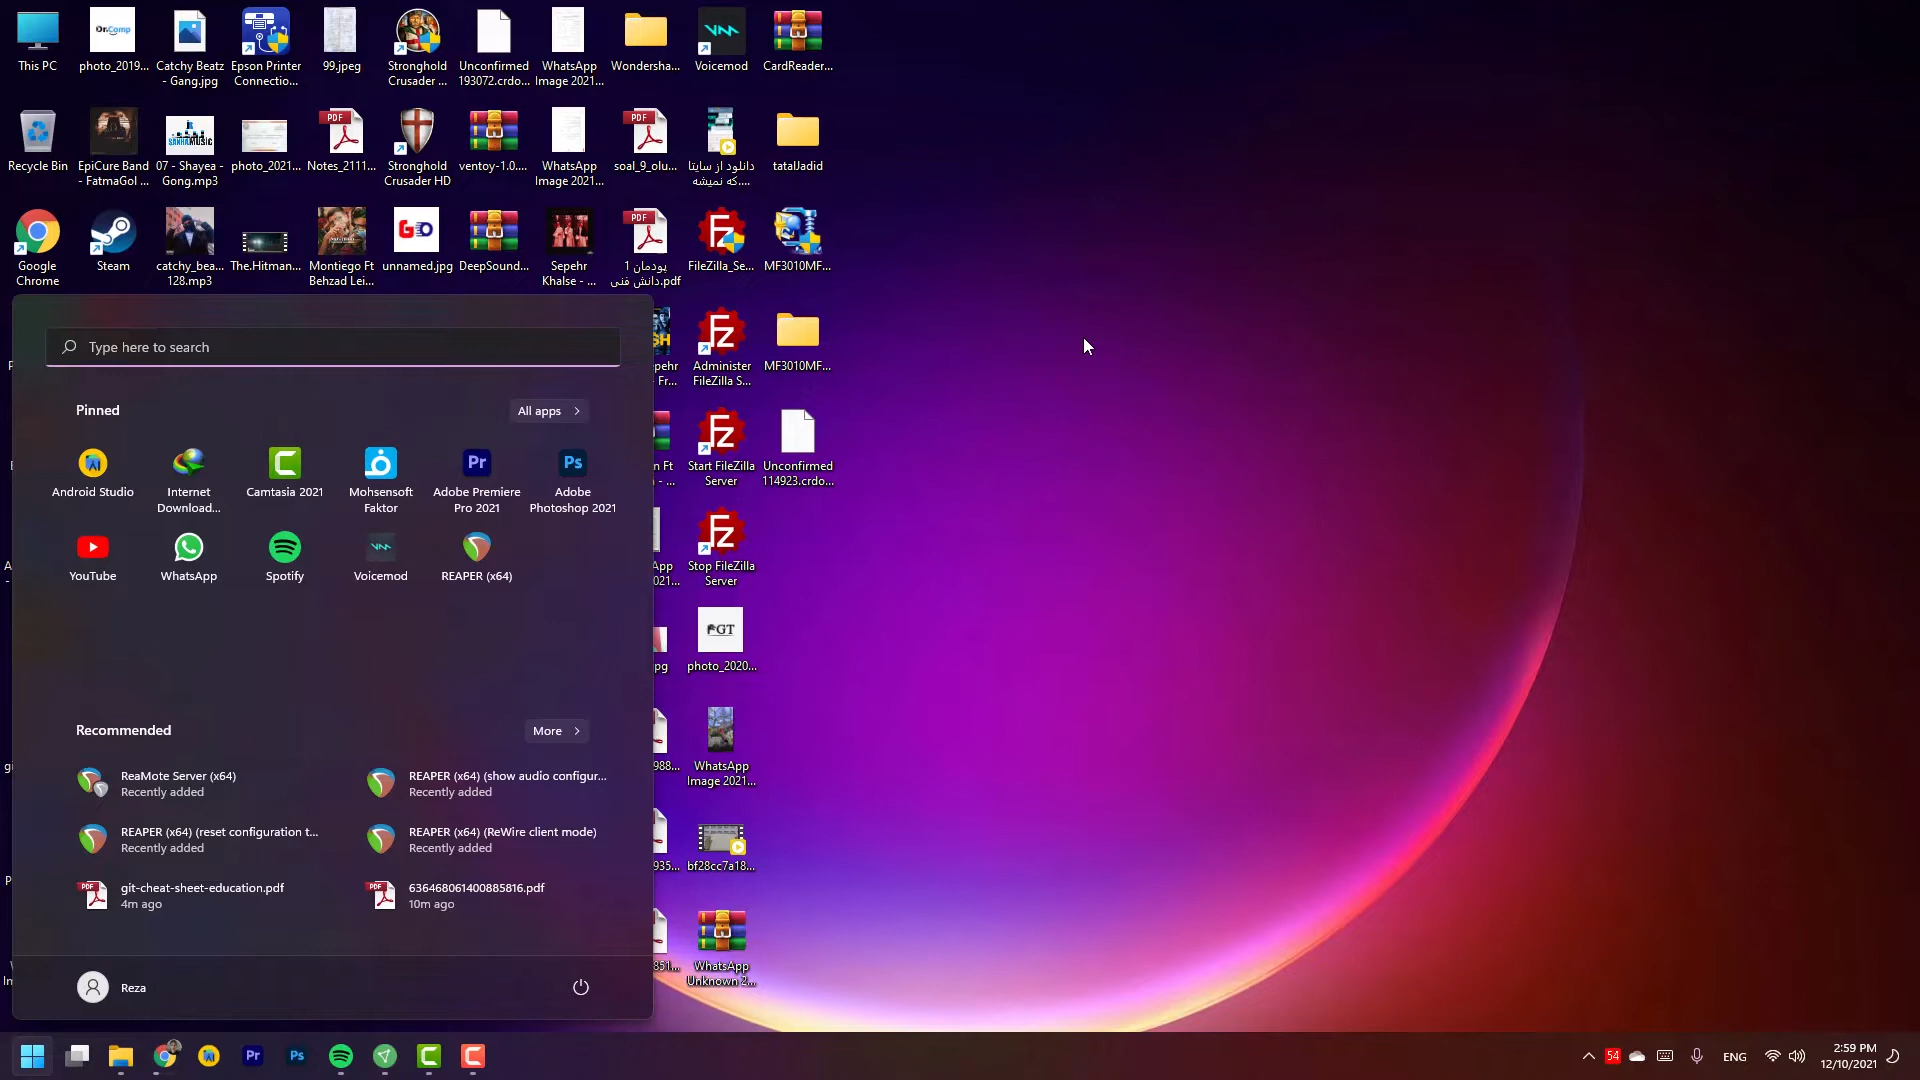 This PC
photo_2019...
Catchy Beatz
- Gang.jpg
Epson Printer
Connectio...
99.jpeg
Stronghold
Crusader ...
Unconfirmed
193072.crdo...
WhatsApp
Image 2021...
Wondersha...
Voicemod
CardReader...
Recycle Bin
EpiCure Band
- FatmaGol ...
07 - Shayea -
Gong.mp3
photo_2021...
Notes_2111...
Stronghold
Crusader HD
ventoy-1.0....
WhatsApp
Image 2021...
soal_9_olu...
دانلود از سایتا
که نمیشه....
tatalJadid
Google
Chrome
Steam
catchy_bea...
128.mp3
The.Hitman...
Montiego Ft
Behzad Lei...
unnamed.jpg
DeepSound...
Sepehr
Khalse - ...
پودمان 1
دانش فنی.pdf
FileZilla_Se...
MF3010MF...
Type here to search
Administer
FileZilla S...
MF3010MF...
Pinned
All apps
Start FileZilla
Server
Unconfirmed
114923.crdo...
Android Studio
Internet
Download...
Camtasia 2021
Mohsensoft
Faktor
Adobe Premiere
Pro 2021
Adobe
Photoshop 2021
Stop FileZilla
Server
YouTube
WhatsApp
Spotify
Voicemod
REAPER (x64)
GT
photo_2020...
Recommended
More
WhatsApp
Image 2021...
ReaMote Server (x64)
Recently added
REAPER (x64) (show audio configur...
Recently added
REAPER (x64) (reset configuration t...
Recently added
REAPER (x64) (ReWire client mode)
Recently added
bf28cc7a18...
git-cheat-sheet-education.pdf
4m ago
636468061400885816.pdf
10m ago
WhatsApp
Unknown 2...
Reza
54
ENG
2:59 PM
12/10/2021